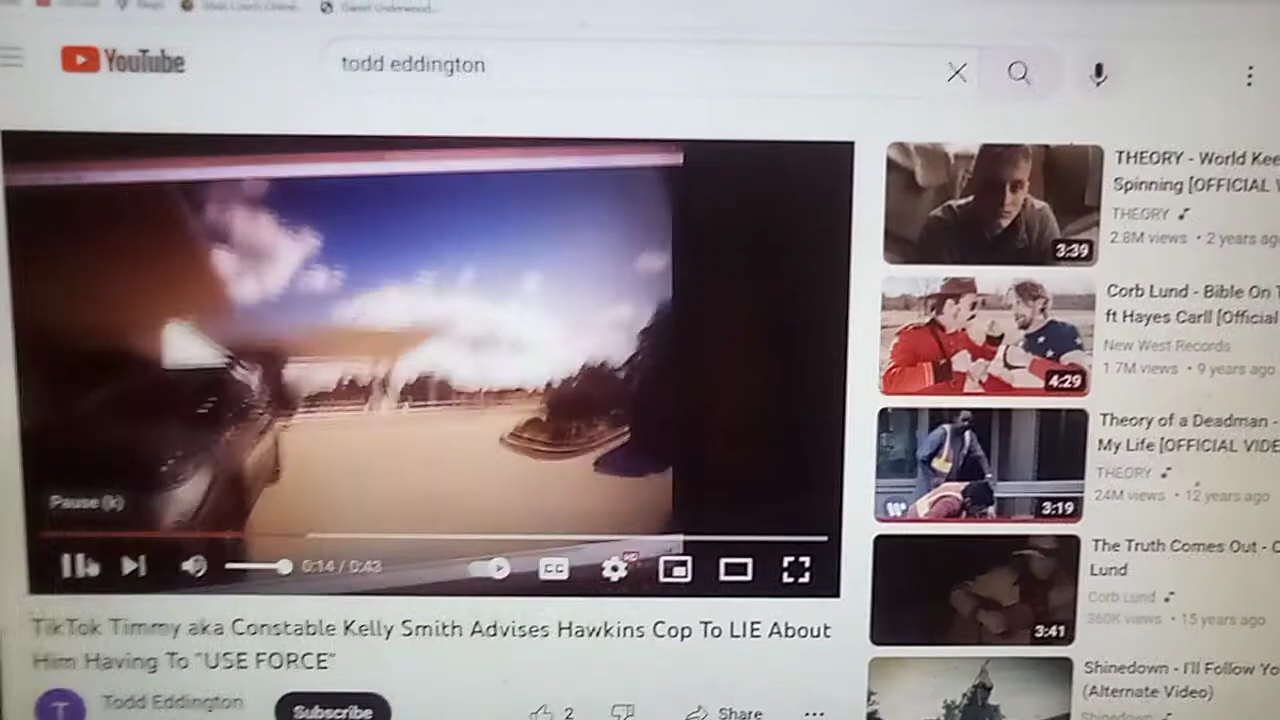 YouTube
todd eddington
THEORY - World Kee
Spinning [OFFICIAL
THEORY
2.8M views • 2 years ag
3:39
Corb Lund - Bible On
ft Hayes Carll [Official
New West Records
1.7M views • 9 years ago
4:29
Theory of a Deadman -
My Life [OFFICIAL VIDE
THEORY
24M views • 12 years ago
3:19
The Truth Comes Out - C
Lund
Corb Lund
360K views • 15 years ago
3:41
Shinedown - I'll Follow Yo
(Alternate Video)
Shinedown
Pause (k)
0:14 / 0:43
CC
HD
TikTok Timmy aka Constable Kelly Smith Advises Hawkins Cop To LIE About
Him Having To "USE FORCE"
T
Todd Eddington
Subscribe
2
Share